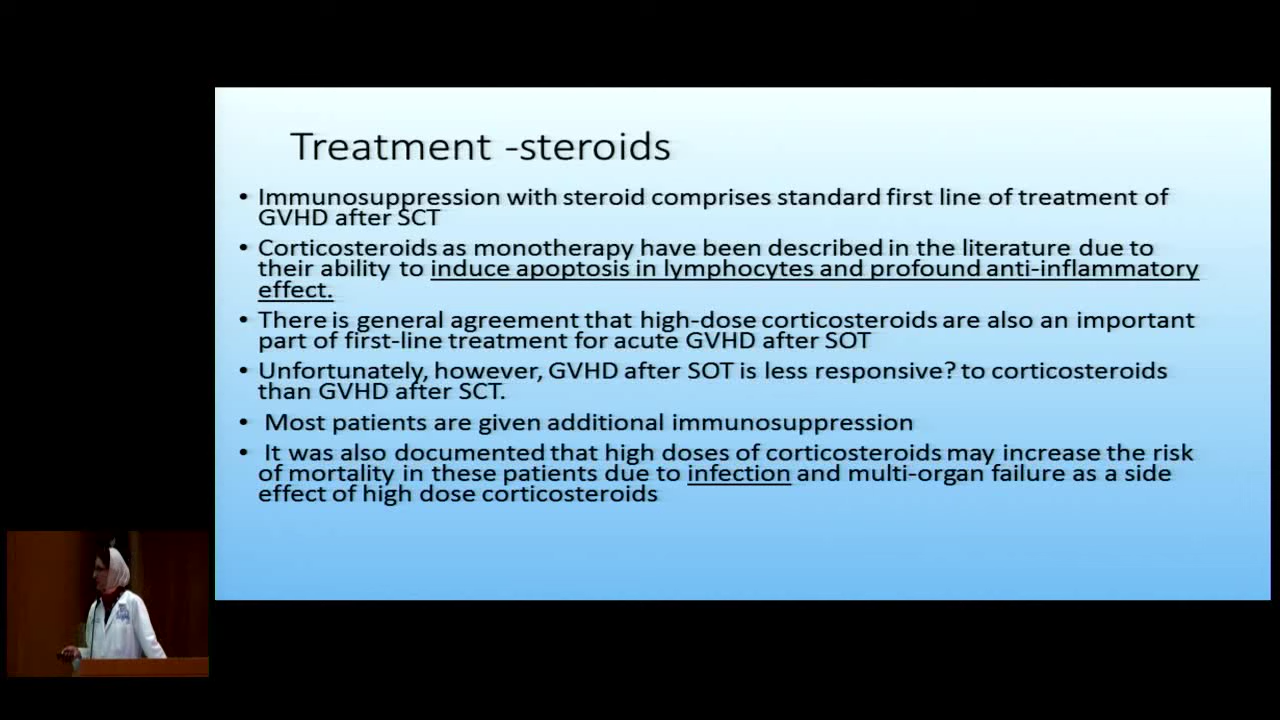 Treatment -steroids
• Immunosuppression with steroid comprises standard first line of treatment of
GVHD after SCT
• Corticosteroids as monotherapy have been described in the literature due to
their ability to induce apoptosis in lymphocytes and profound anti-inflammatory
effect.
• There is general agreement that high-dose corticosteroids are also an important
part of first-line treatment for acute GVHD after SOT
• Unfortunately, however, GVHD after SOT is less responsive? to corticosteroids
than GVHD after SCT.
• Most patients are given additional immunosuppression
• It was also documented that high doses of corticosteroids may increase the risk
of mortality in these patients due to infection and multi-organ failure as a side
effect of high dose corticosteroids